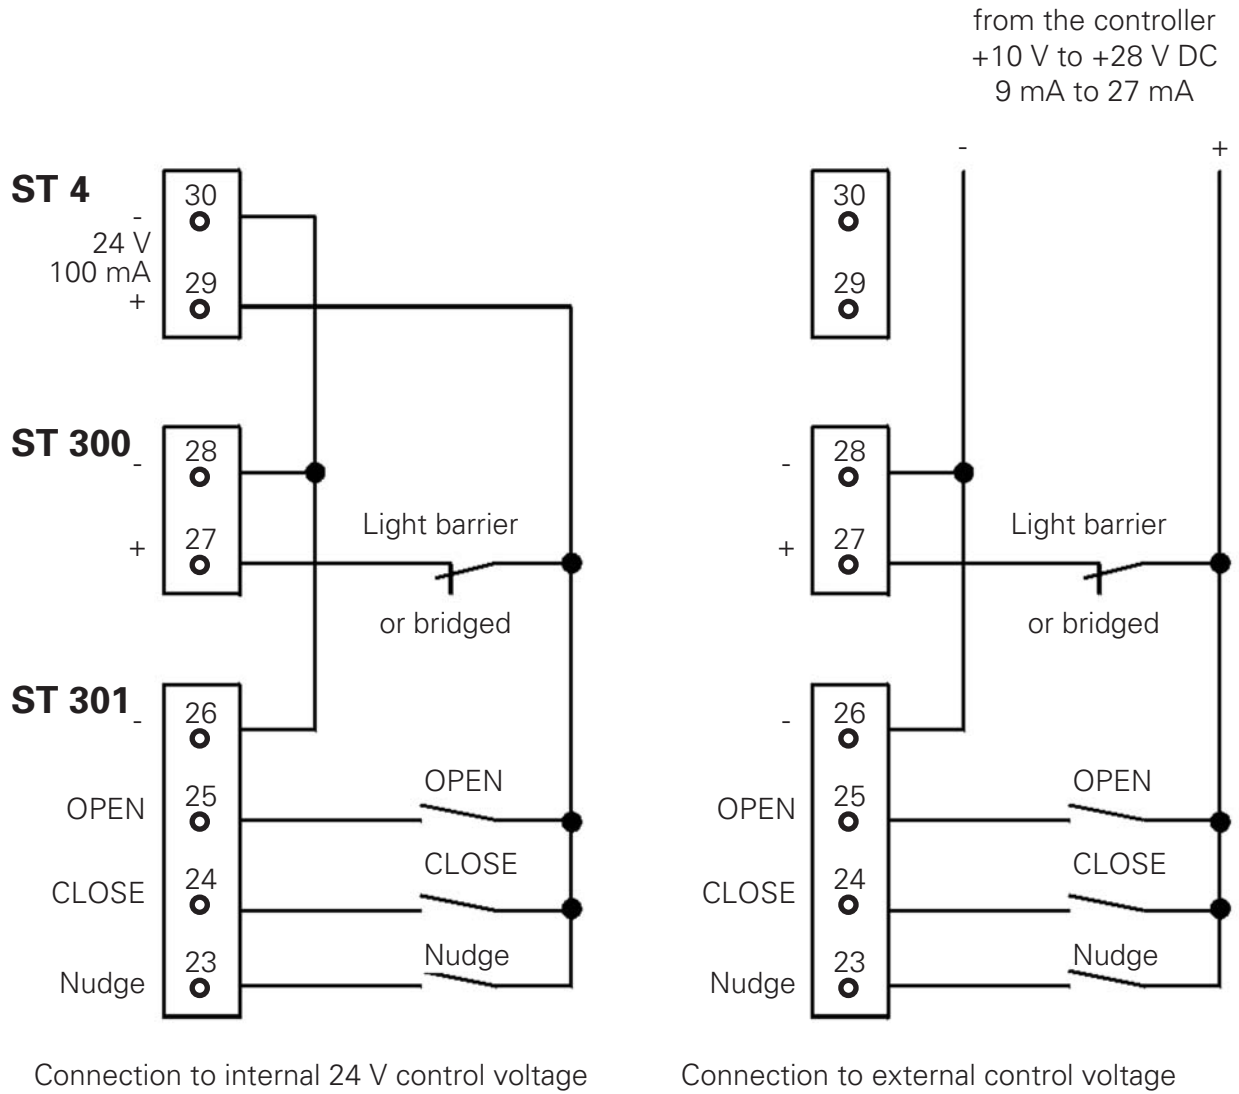 from the controller
+10 V to +28 V DC
9 mA to 27 mA
- +
ST 4
30
-
24 V
100 mA
29
+
ST 300
28
-
27
+
Light barrier
or bridged
ST 301
26
-
OPEN
25
OPEN
CLOSE
24
CLOSE
Nudge
23
Nudge
Connection to internal 24 V control voltage
30
29
28
-
27
+
Light barrier
or bridged
26
-
OPEN
25
OPEN
CLOSE
24
CLOSE
Nudge
23
Nudge
Connection to external control voltage